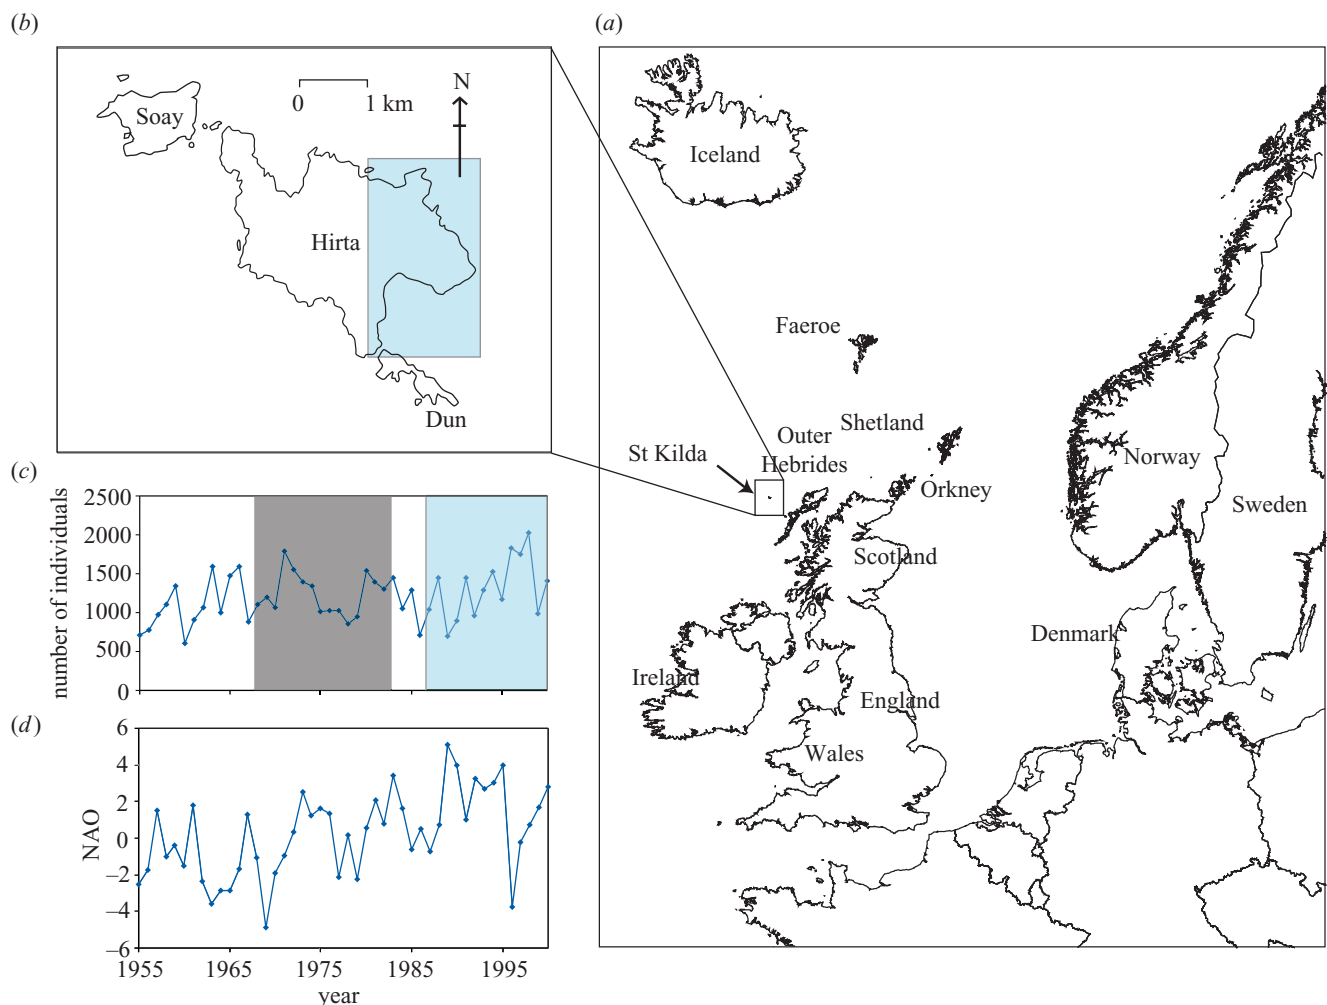 (b)
Soay
0 1 km
N
Hirta
Dun
(a)
Iceland
Faeroe
Shetland
Outer
Hebrides
St Kilda
Orkney
Norway
Sweden
Scotland
Denmark
Ireland
England
Wales
(c)
number of individuals
2500
2000
1500
1000
500
0
(d)
NAO
6
4
2
0
–2
–4
–6
1955 1965 1975 1985 1995
year